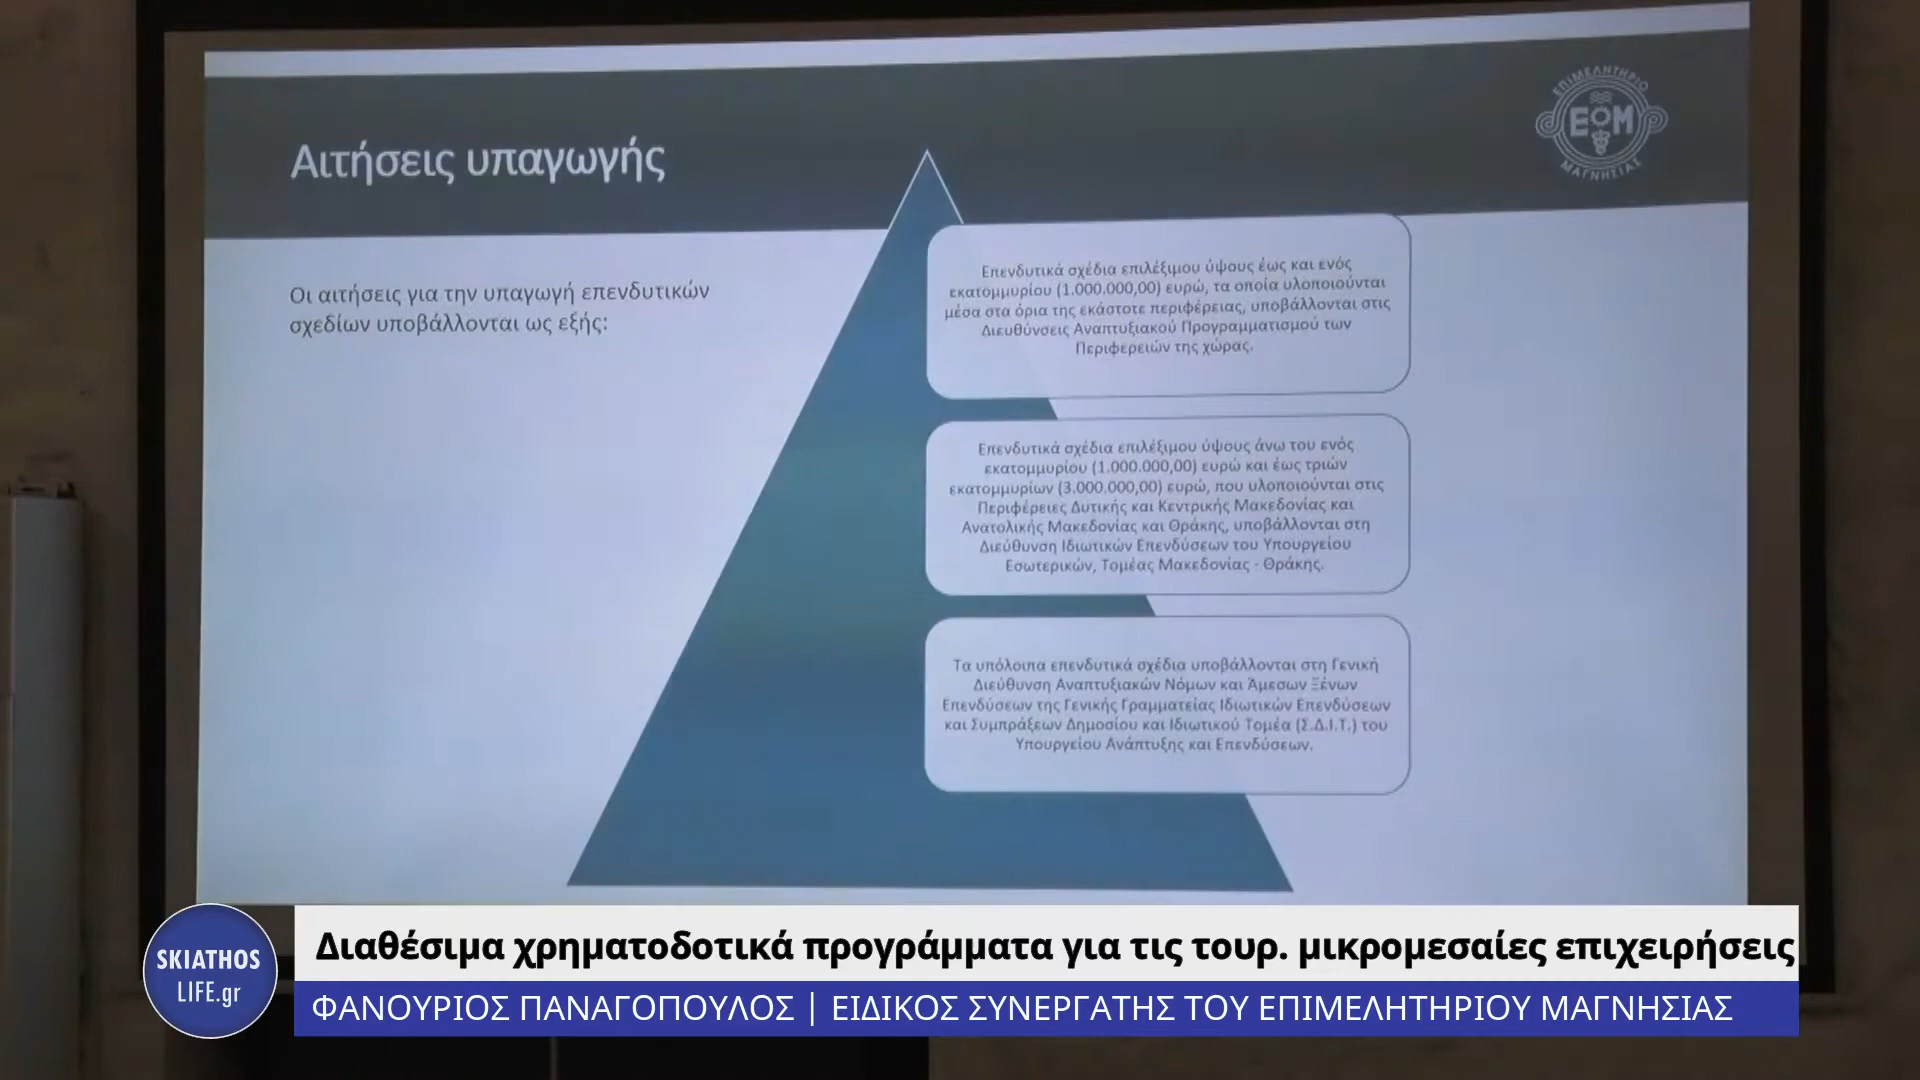 Αιτήσεις υπαγωγής
ΕΠΙΜΕΛΗΤΗΡΙΟ
ΕΟΜ
ΜΑΓΝΗΣΙΑΣ
Οι αιτήσεις για την υπαγωγή επενδυτικών
σχεδίων υποβάλλονται ως εξής:
Επενδυτικά σχέδια επιλέξιμου ύψους έως και ενός
εκατομμυρίου (1.000.000,00) ευρώ, τα οποία υλοποιούνται
μέσα στα όρια της εκάστοτε περιφέρειας, υποβάλλονται στις
Διευθύνσεις Αναπτυξιακού Προγραμματισμού των
Περιφερειών της χώρας.
Επενδυτικά σχέδια επιλέξιμου ύψους άνω του ενός
εκατομμυρίου (1.000.000,00) ευρώ και έως τριών
εκατομμυρίων (3.000.000,00) ευρώ, που υλοποιούνται στις
Περιφέρειες Δυτικής και Κεντρικής Μακεδονίας και
Ανατολικής Μακεδονίας και Θράκης, υποβάλλονται στη
Διεύθυνση Ιδιωτικών Επενδύσεων του Υπουργείου
Εσωτερικών, Τομέας Μακεδονίας - Θράκης.
Τα υπόλοιπα επενδυτικά σχέδια υποβάλλονται στη Γενική
Διεύθυνση Αναπτυξιακών Νόμων και Άμεσων Ξένων
Επενδύσεων της Γενικής Γραμματείας Ιδιωτικών Επενδύσεων
και Συμπράξεων Δημοσίου και Ιδιωτικού Τομέα (Σ.Δ.Ι.Τ.) του
Υπουργείου Ανάπτυξης και Επενδύσεων.
SKIATHOS
LIFE.gr
Διαθέσιμα χρηματοδοτικά προγράμματα για τις τουρ. μικρομεσαίες επιχειρήσεις
ΦΑΝΟΥΡΙΟΣ ΠΑΝΑΓΟΠΟΥΛΟΣ | ΕΙΔΙΚΟΣ ΣΥΝΕΡΓΑΤΗΣ ΤΟΥ ΕΠΙΜΕΛΗΤΗΡΙΟΥ ΜΑΓΝΗΣΙΑΣ